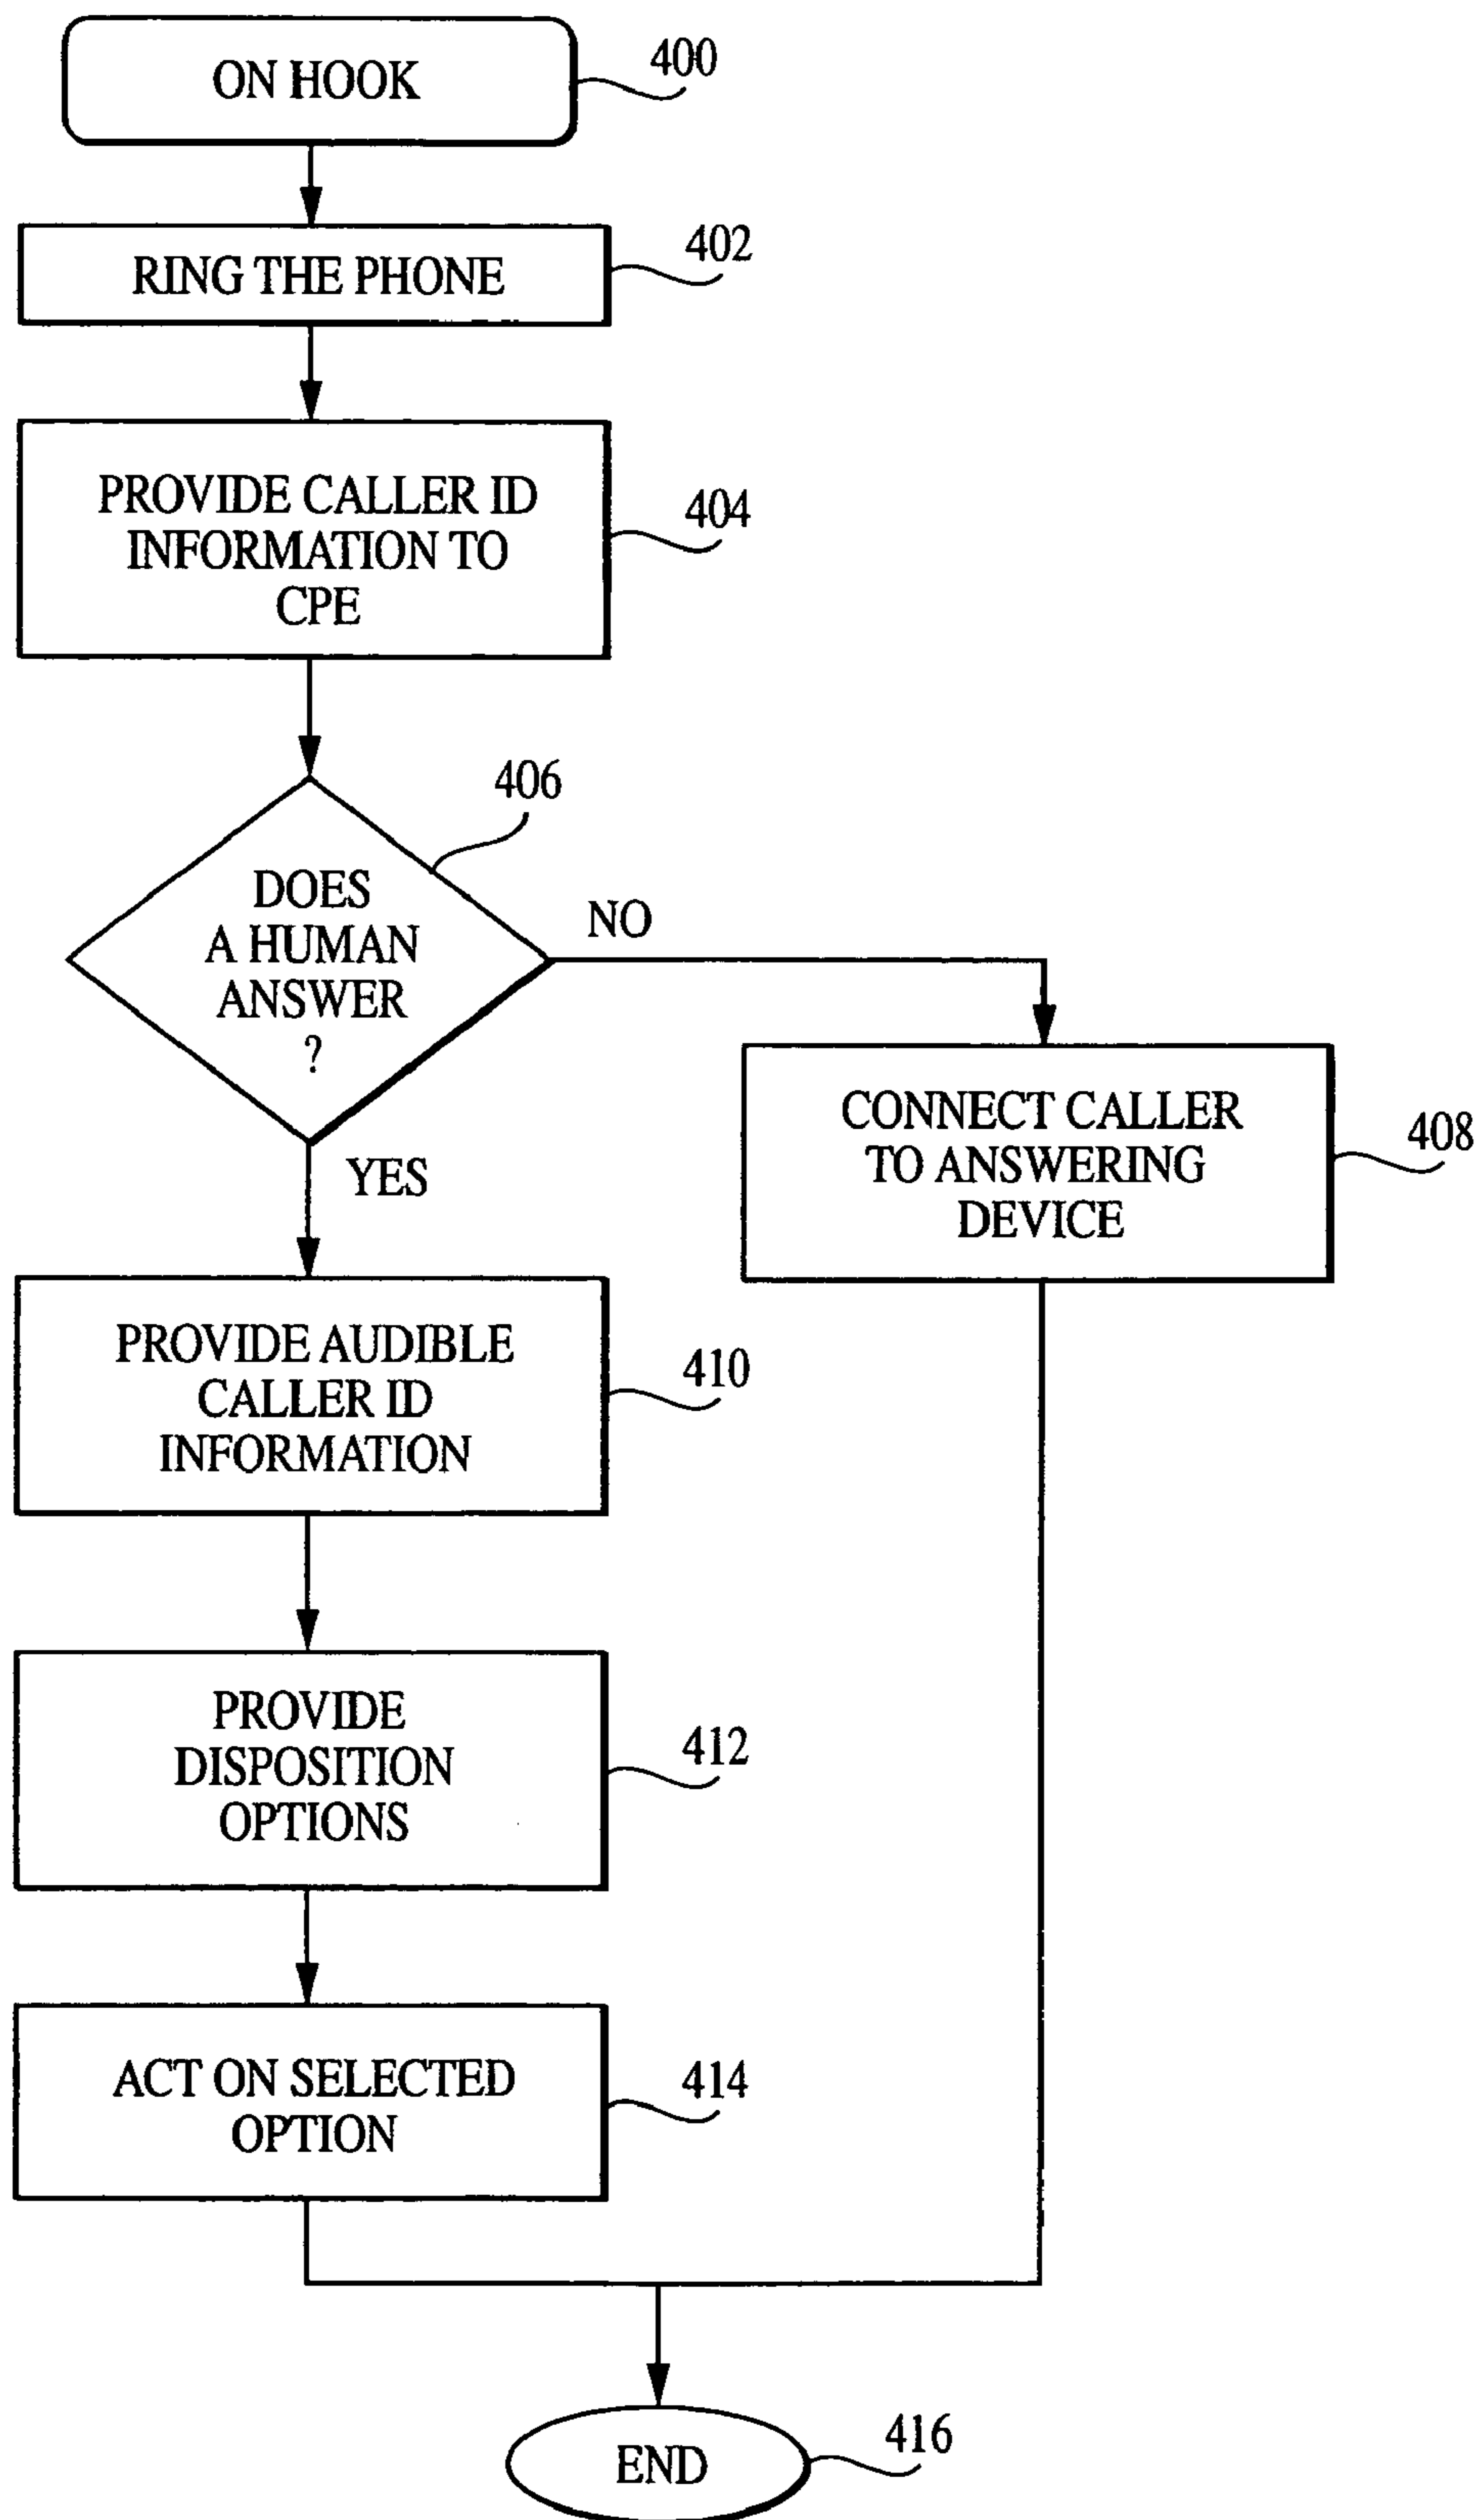 ON HOOK
400
RING THE PHONE
402
PROVIDE CALLER ID
INFORMATION TO
CPE
404
406
DOES
A HUMAN
ANSWER
?
NO
YES
CONNECT CALLER
TO ANSWERING
DEVICE
408
PROVIDE AUDIBLE
CALLER ID
INFORMATION
410
PROVIDE
DISPOSITION
OPTIONS
412
ACT ON SELECTED
OPTION
414
END
416